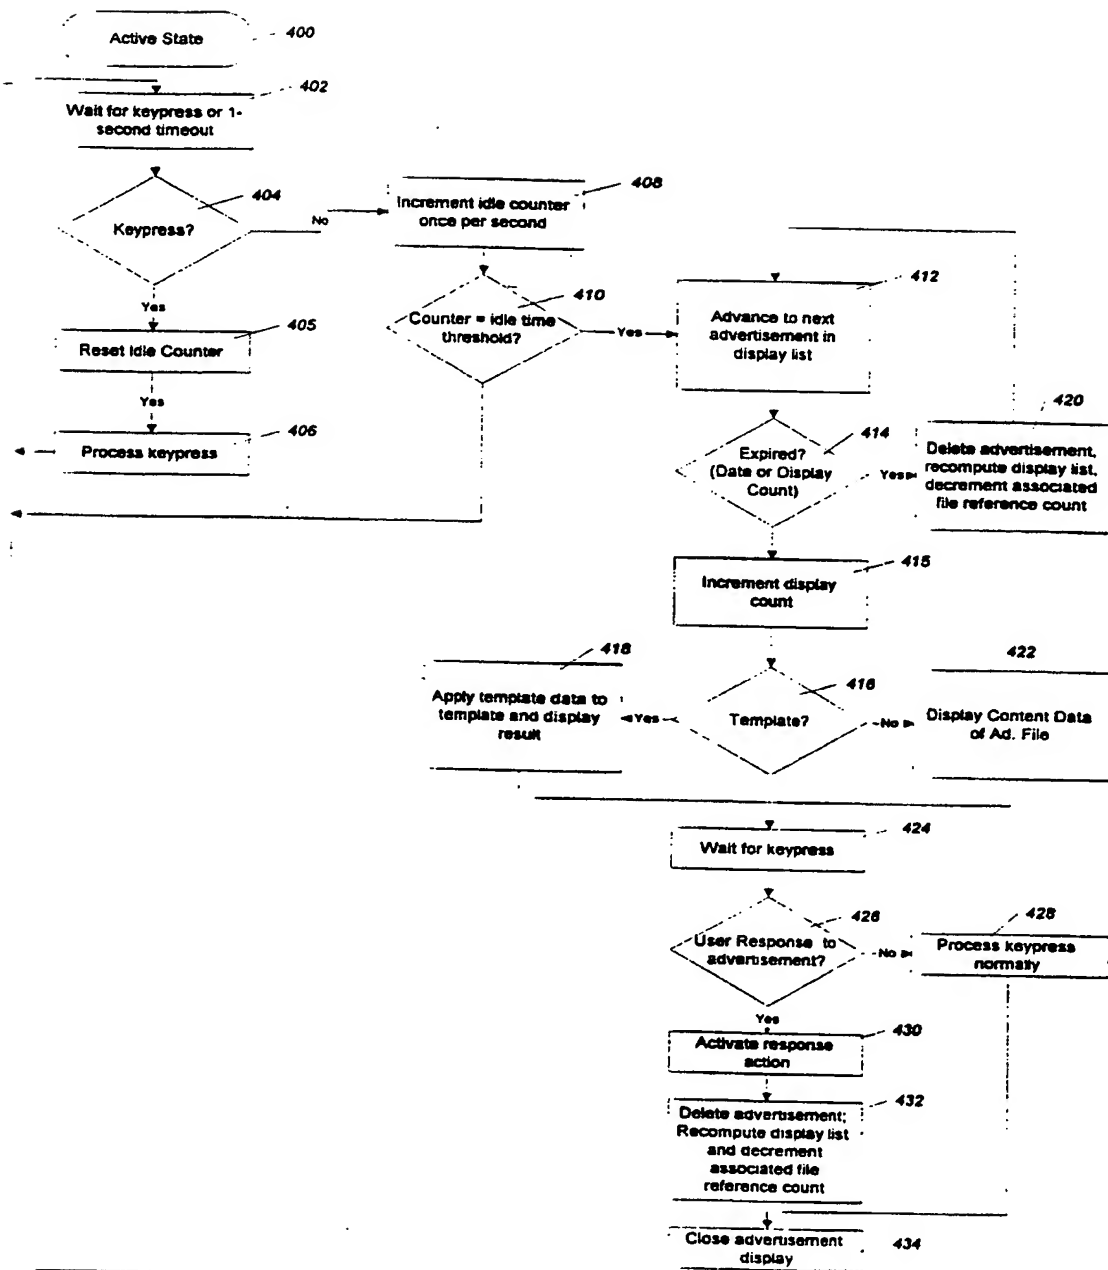 Active State
400
402
Wait for keypress or 1-
second timeout
404
Keypress?
No
408
Increment idle counter
once per second
Yes
405
Reset Idle Counter
Yes
406
Process keypress
410
Counter = idle time
threshold?
Yes
412
Advance to next
advertisement in
display list
414
Expired?
(Date or Display
Count)
Yes
420
Delete advertisement,
recompute display list,
decrement associated
file reference count
415
Increment display
count
416
Template?
Yes
No
418
Apply template data to
template and display
result
422
Display Content Data
of Ad. File
424
Wait for keypress
426
User Response to
advertisement?
No
428
Process keypress
normally
Yes
430
Activate response
action
432
Delete advertisement;
Recompute display list
and decrement
associated file
reference count
Close advertisement
display
434